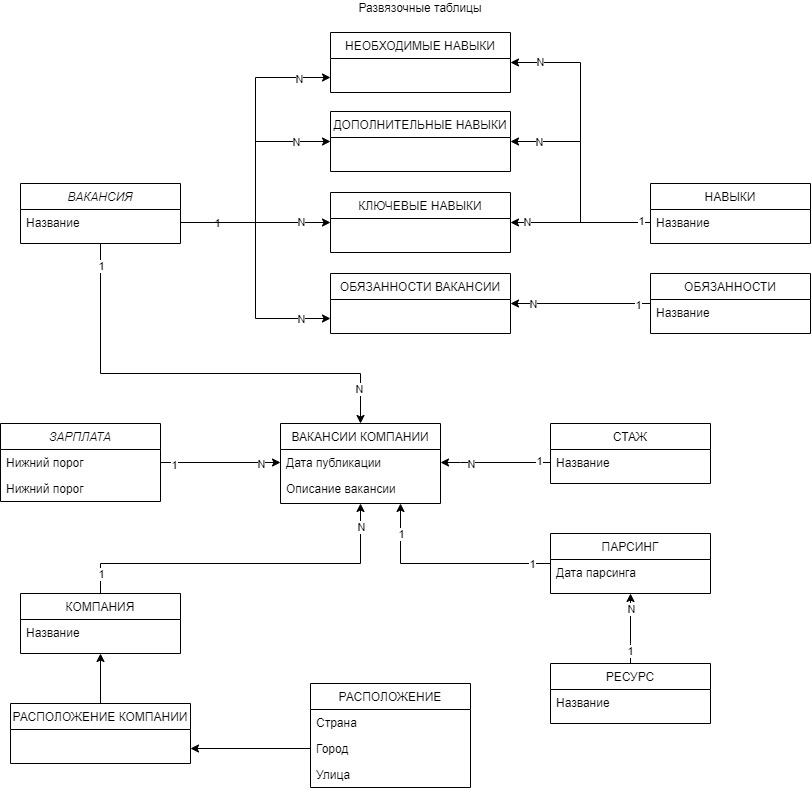 Развязочные таблицы
НЕОБХОДИМЫЕ НАВЫКИ
N
N
ДОПОЛНИТЕЛЬНЫЕ НАВЫКИ
N
N
ВАКАНСИЯ
Название
1
КЛЮЧЕВЫЕ НАВЫКИ
N
N
НАВЫКИ
Название
1
1
ОБЯЗАННОСТИ ВАКАНСИИ
N
N
ОБЯЗАННОСТИ
Название
1
N
ЗАРПЛАТА
Нижний порог
Нижний порог
1
N
ВАКАНСИИ КОМПАНИИ
Дата публикации
Описание вакансии
N
1
СТАЖ
Название
N
1
1
ПАРСИНГ
Дата парсинга
1
КОМПАНИЯ
Название
N
1
РЕСУРС
Название
РАСПОЛОЖЕНИЕ КОМПАНИИ
РАСПОЛОЖЕНИЕ
Страна
Город
Улица